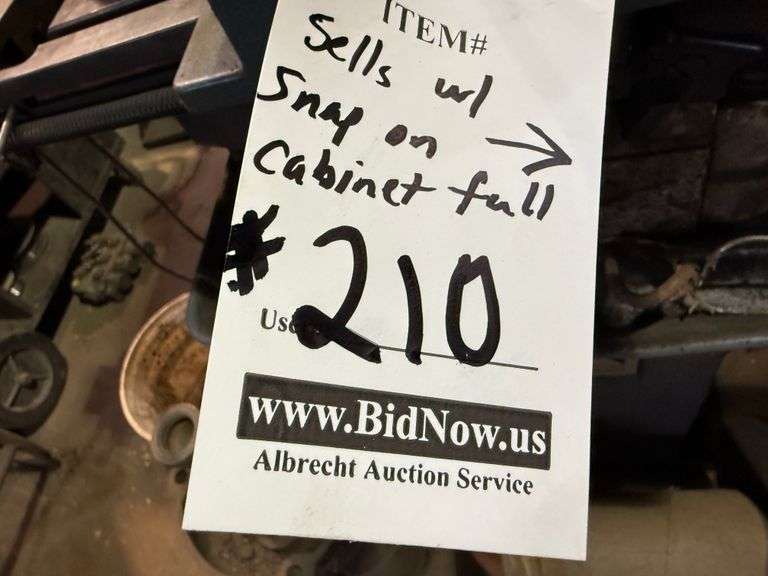 ITEM#
Sells w/
Snap on →
Cabinet full
# 210
Use
www.BidNow.us
Albrecht Auction Service